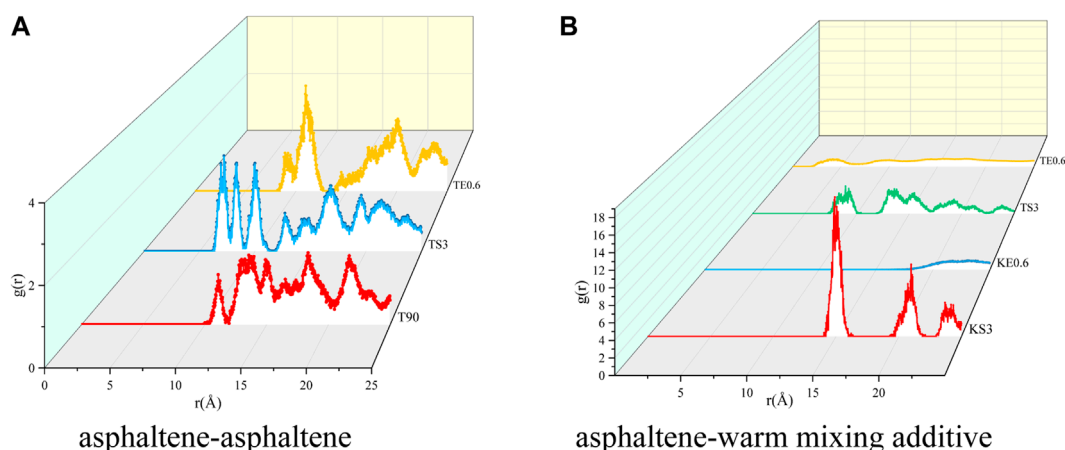 A
4
2
0
g(r)
0
5
10
15
20
25
r(Å)
TE0.6
TS3
T90
asphaltene-asphaltene
B
18
16
14
12
10
8
6
4
2
0
g(r)
5
10
15
20
r(Å)
TE0.6
TS3
KE0.6
KS3
asphaltene-warm mixing additive